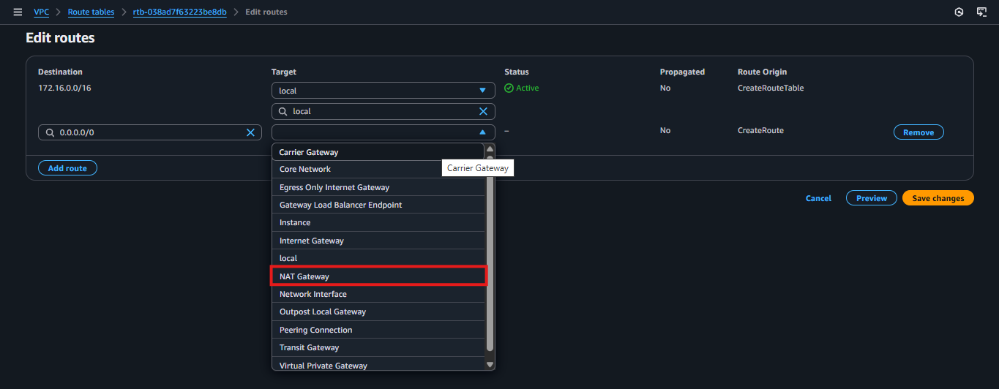 VPC > Route tables > rtb-038ad7f63223be8db > Edit routes
Edit routes
Destination Target Status Propagated Route Origin
172.16.0.0/16 local Active No CreateRouteTable
local
0.0.0.0/0 – No CreateRoute Remove
Carrier Gateway
Add route
Carrier Gateway
Core Network
Egress Only Internet Gateway
Gateway Load Balancer Endpoint
Cancel Preview Save changes
Instance
Internet Gateway
local
NAT Gateway
Network Interface
Outpost Local Gateway
Peering Connection
Transit Gateway
Virtual Private Gateway